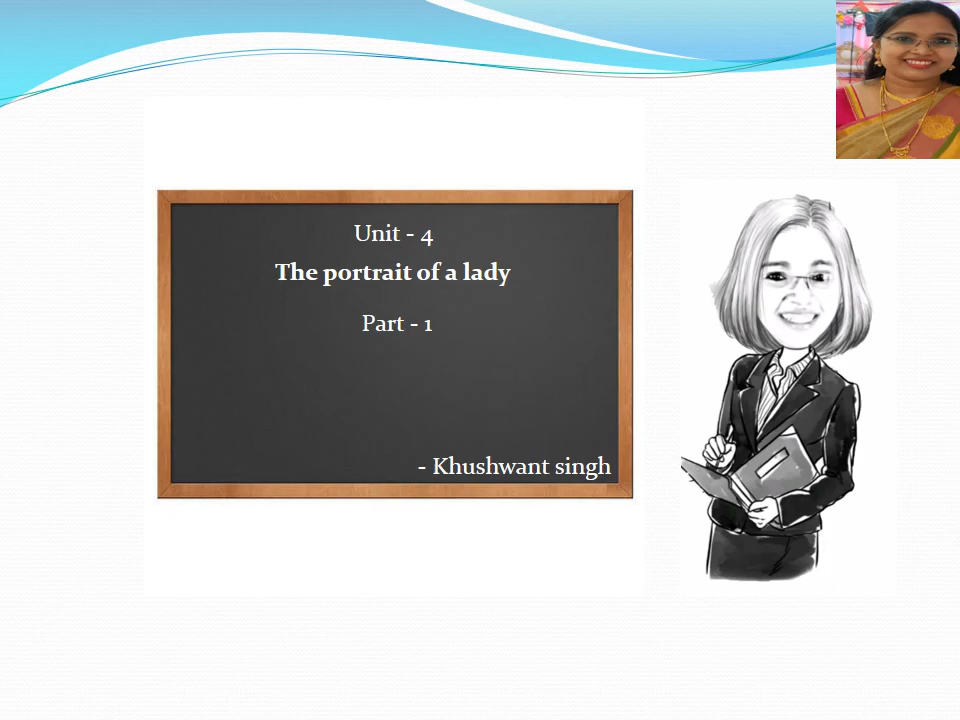 Unit - 4
The portrait of a lady
Part - 1
- Khushwant singh